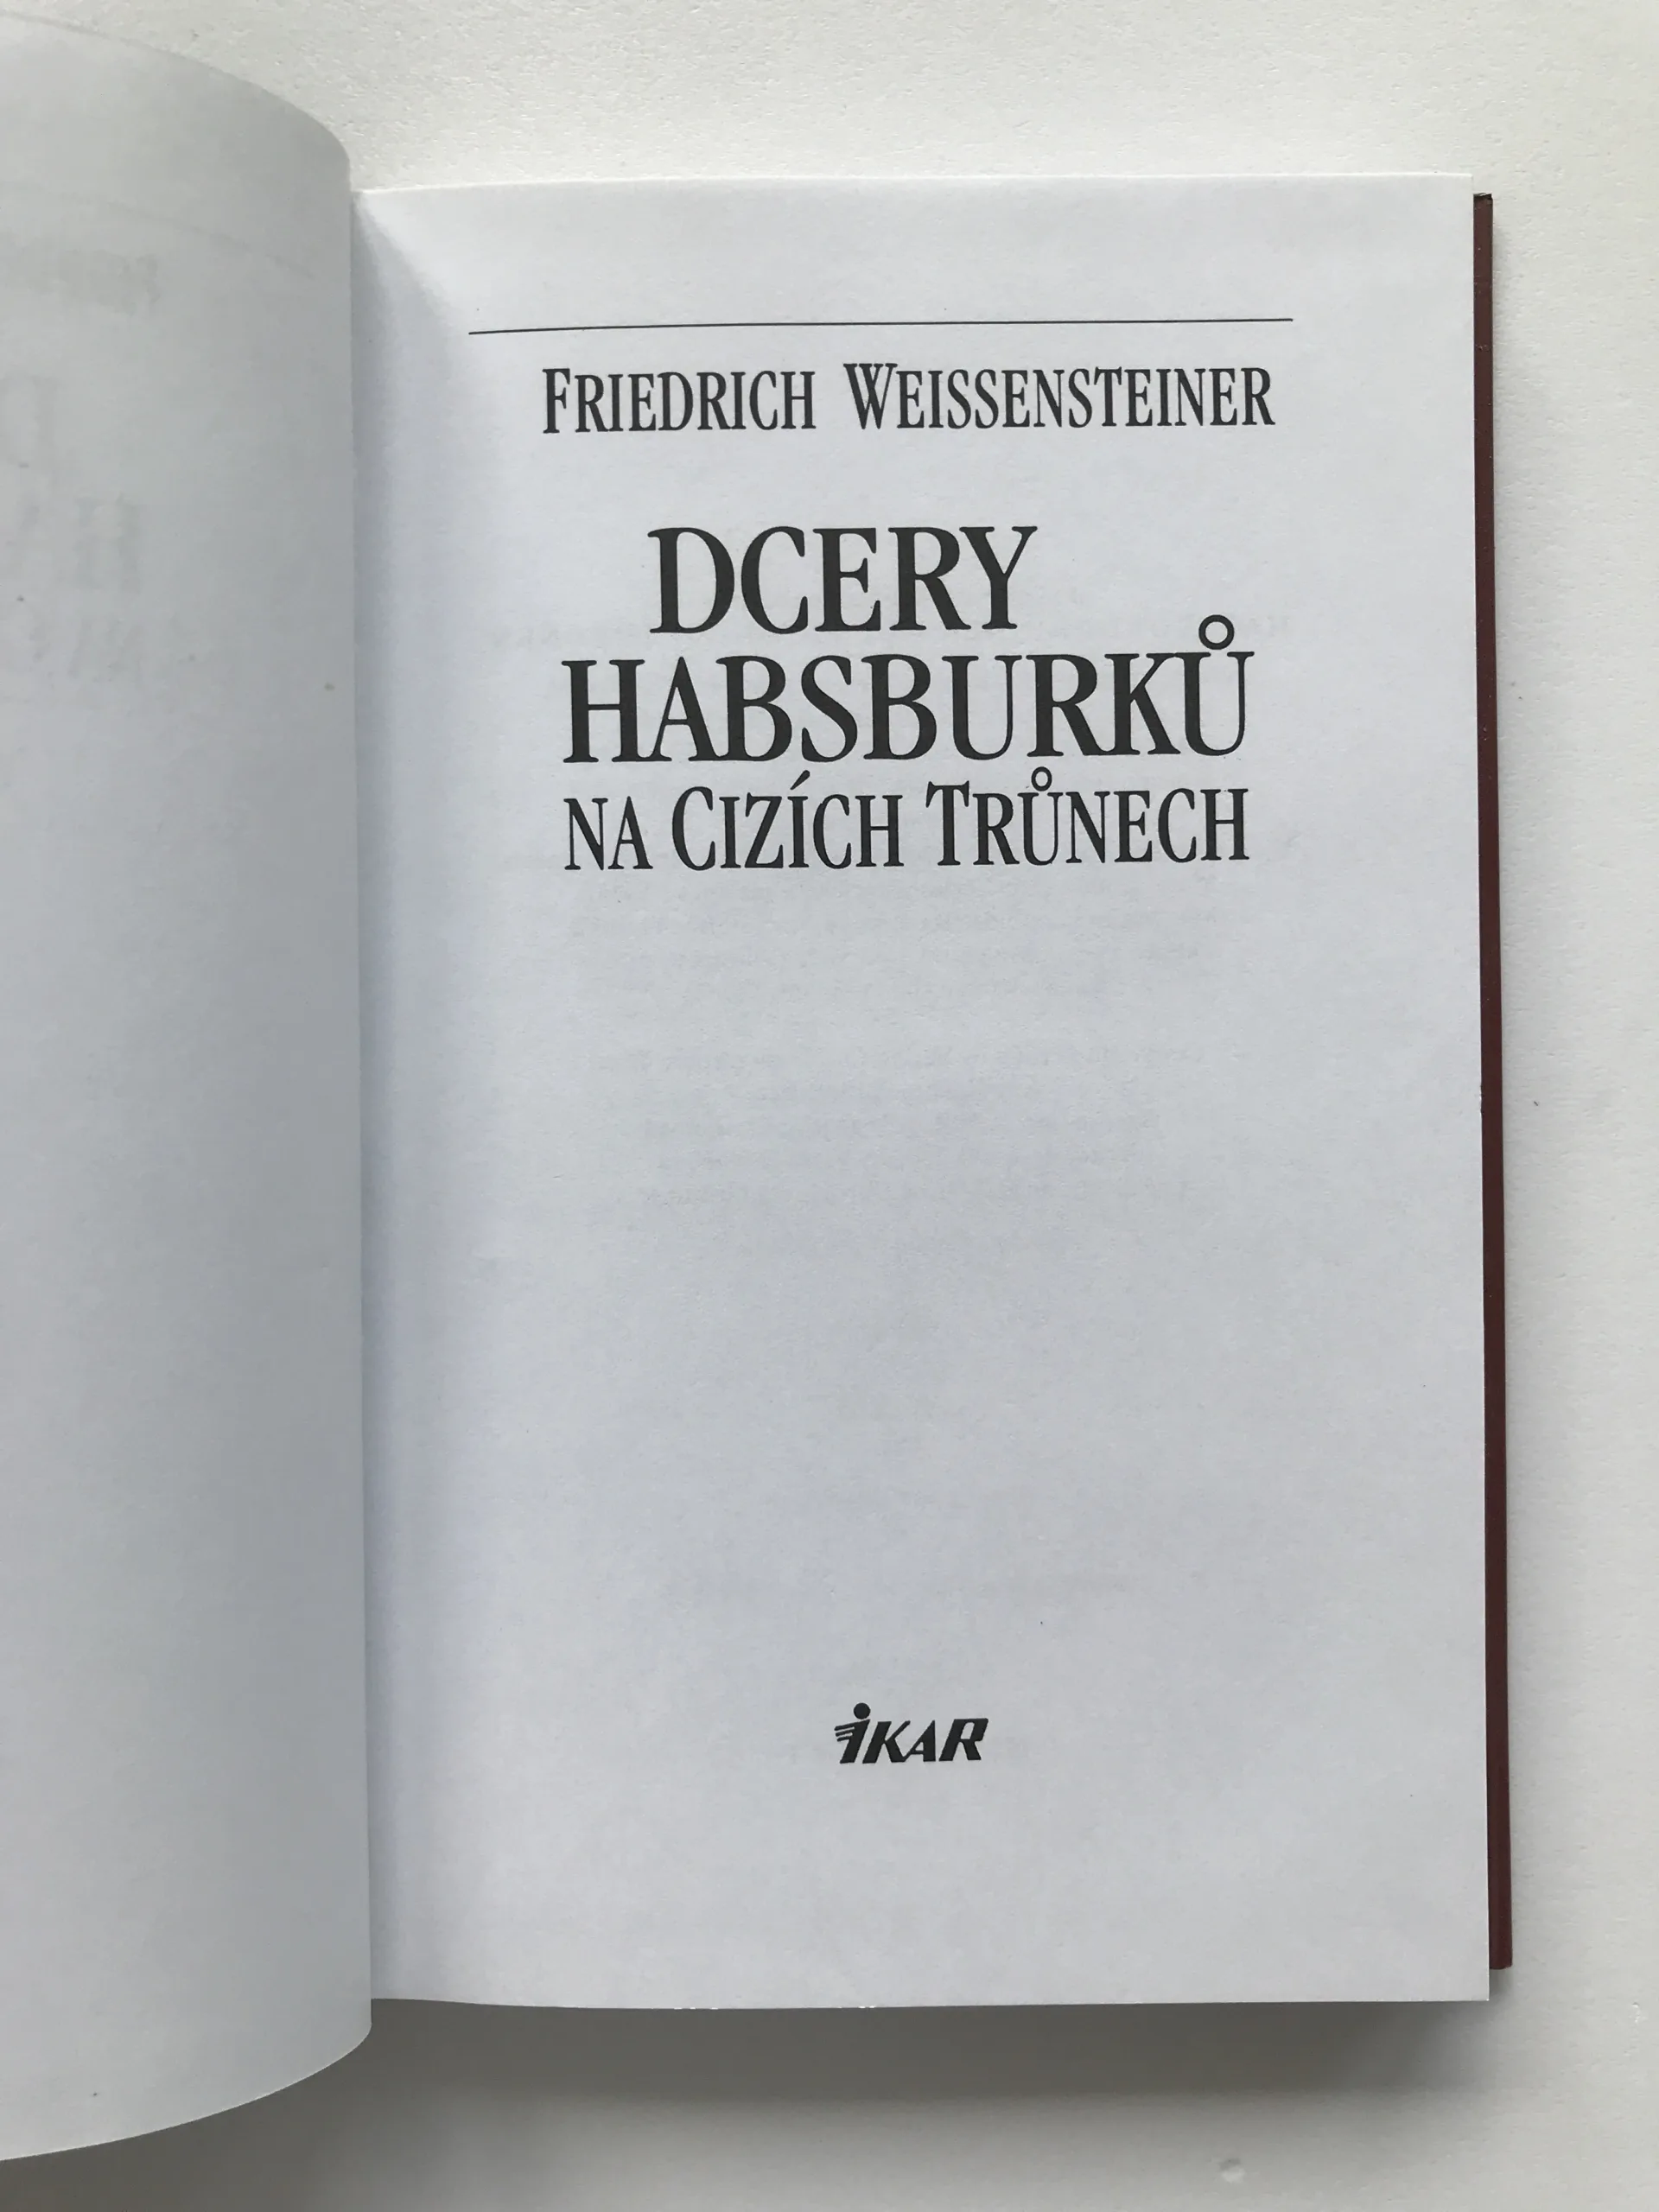 FRIEDRICH WEISSENSTEINER
DCERY
HABSBURKŮ
NA CIZÍCH TRŮNECH
IKAR